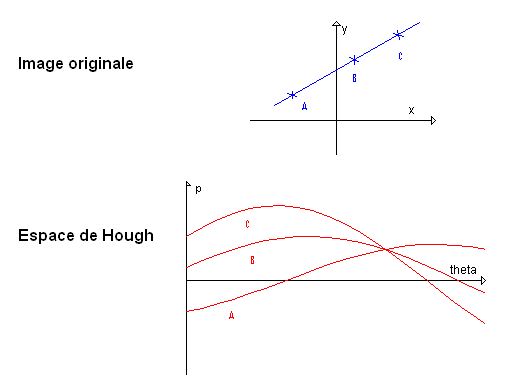 y
Image originale
C
B
A
x
p
Espace de Hough
C
B
theta
A